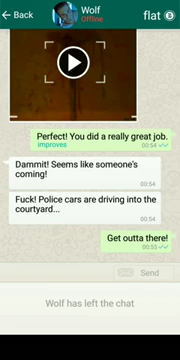 Back
Wolf
Offline
flat
Perfect! You did a really great job.
improves
00:54
Dammit! Seems like someone's
coming!
00:54
Fuck! Police cars are driving into the
courtyard...
00:54
Get outta there!
00:55
Send
Wolf has left the chat